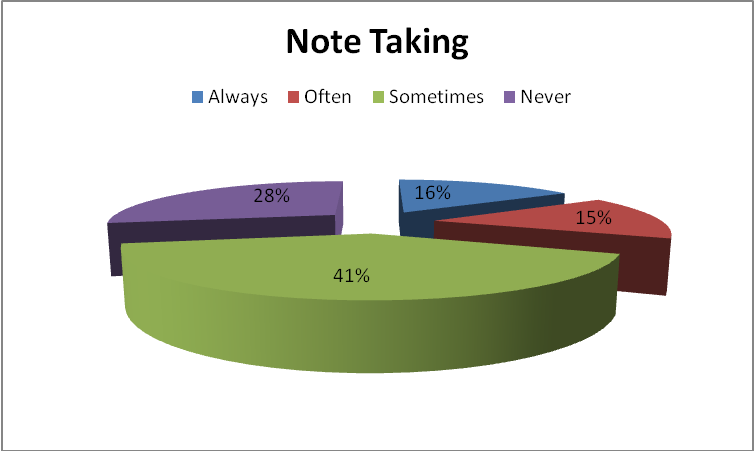 Note Taking
Always Often Sometimes Never
28% 16%
15%
41%